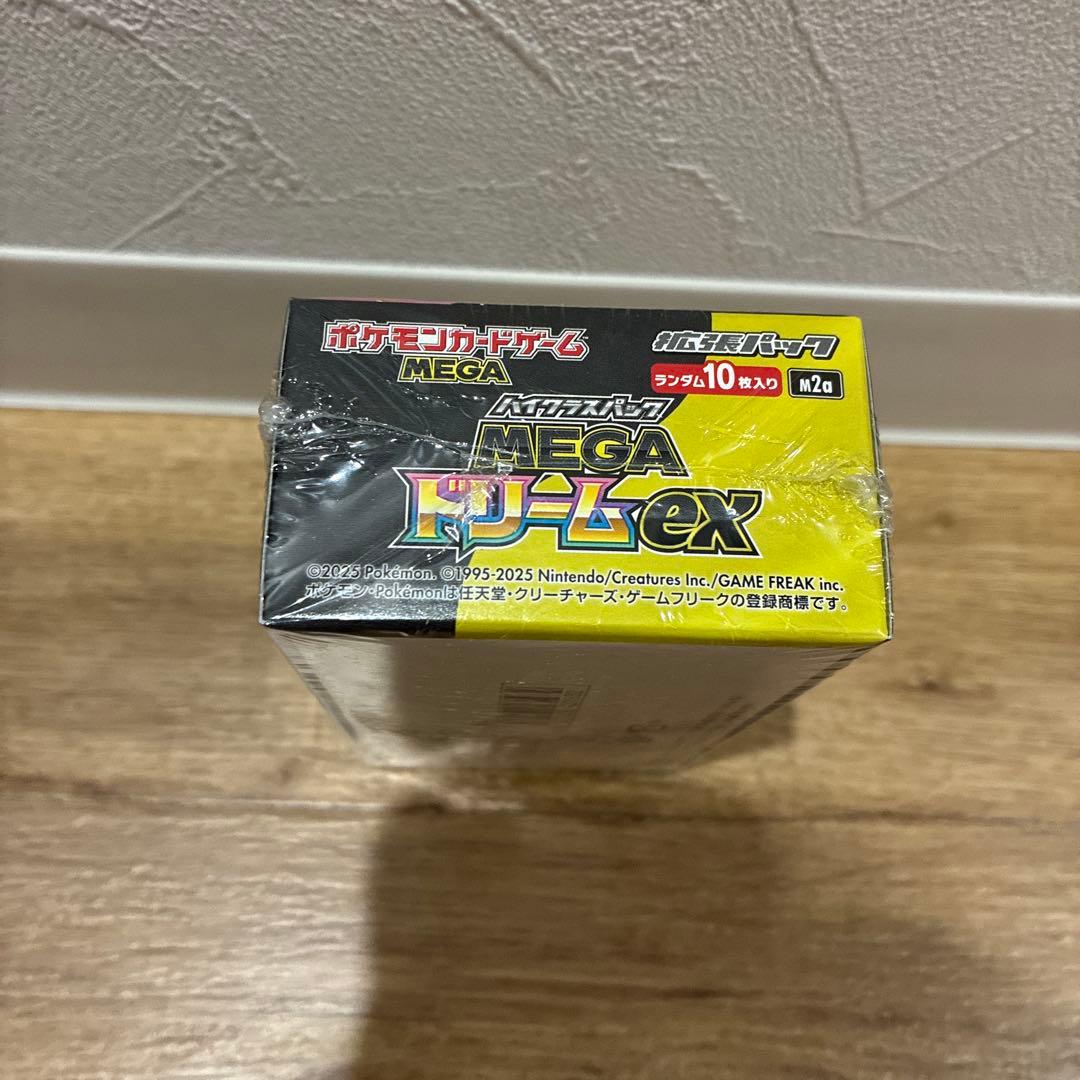 ポケモンカードゲーム
MEGA
拡張パック
ランダム10枚入り
M2a
ハイクラスパック
MEGA
ドリームex
©2025 Pokémon. ©1995-2025 Nintendo/Creatures Inc./GAME FREAK inc.
ポケモン・Pokémonは任天堂・クリーチャーズ・ゲームフリークの登録商標です。